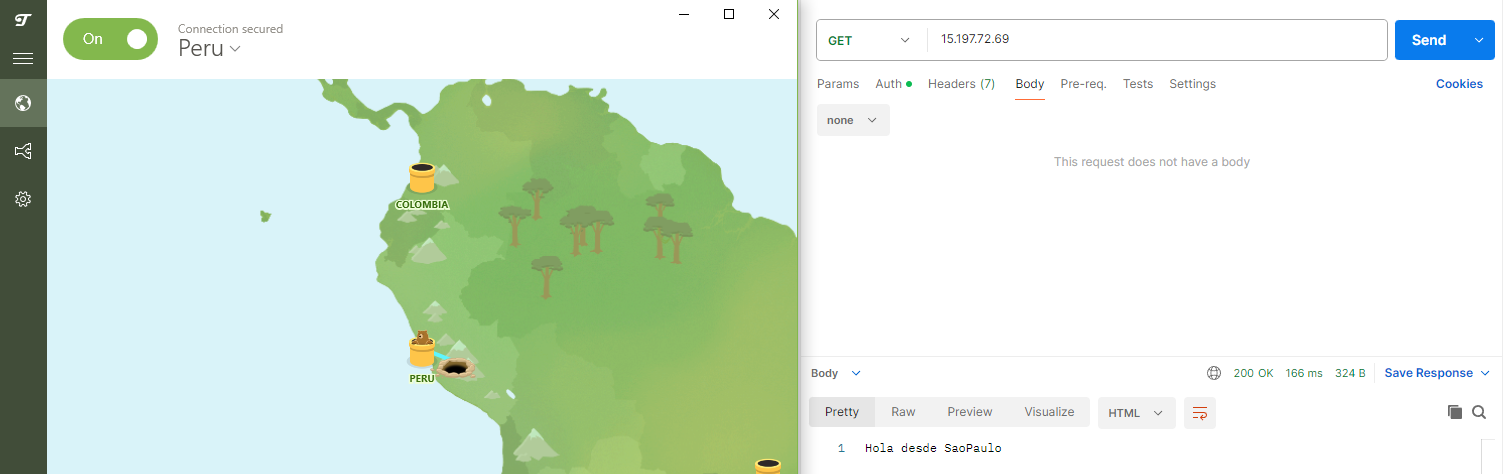 On
Connection secured
Peru
COLOMBIA
PERU
GET
15.197.72.69
Send
Params
Auth
Headers (7)
Body
Pre-req.
Tests
Settings
Cookies
none
This request does not have a body
Body
200 OK
166 ms
324 B
Save Response
Pretty
Raw
Preview
Visualize
HTML
1
Hola desde SaoPaulo